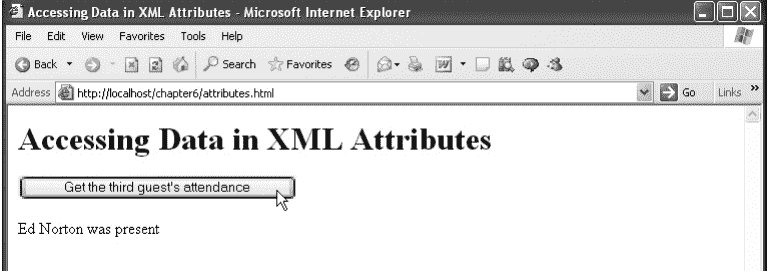 Accessing Data in XML Attributes - Microsoft Internet Explorer
File Edit View Favorites Tools Help
Back Search Favorites
Address http://localhost/chapter6/attributes.html Go Links »
Accessing Data in XML Attributes
Get the third guest's attendance
Ed Norton was present